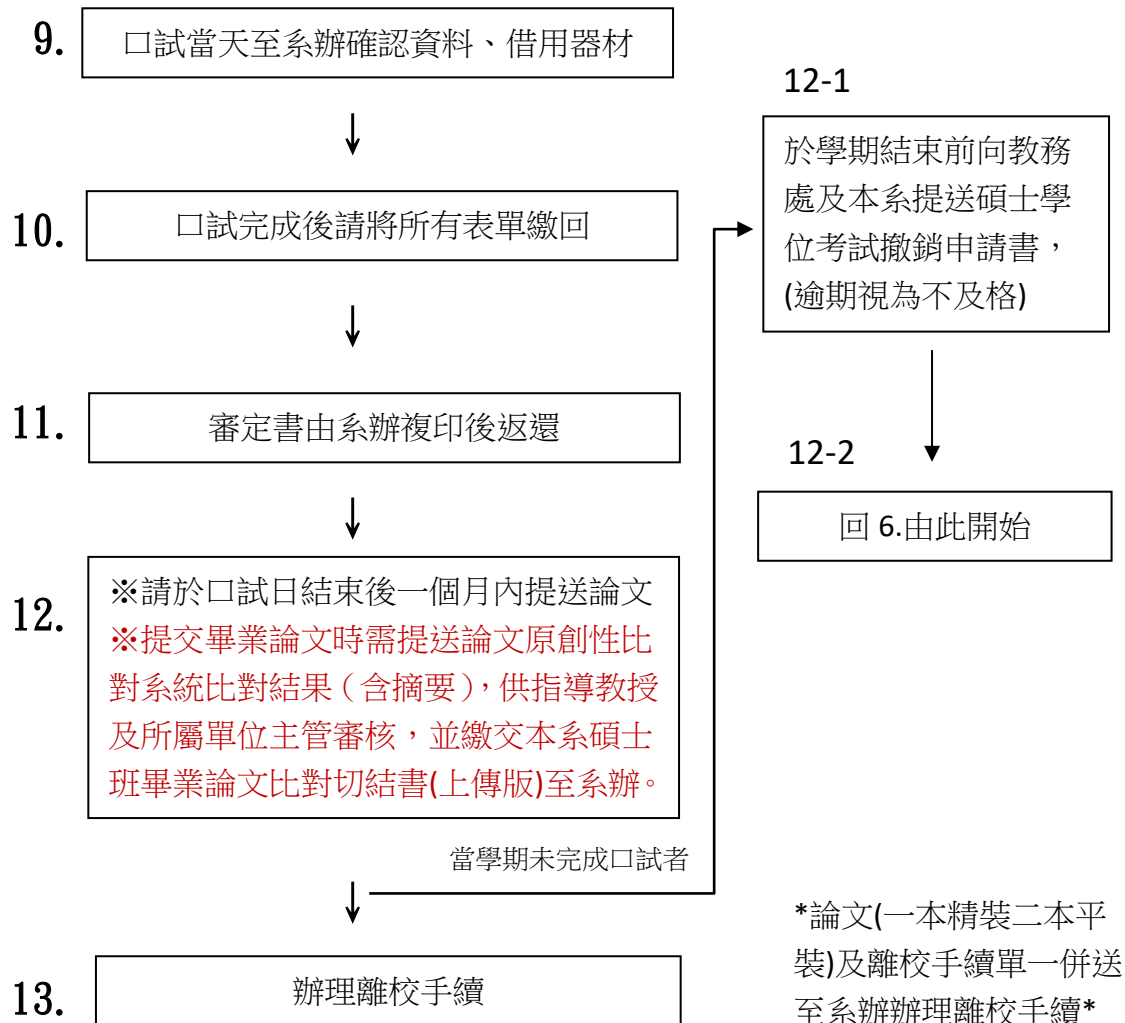 9.
口試當天至系辦確認資料、借用器材
10.
口試完成後請將所有表單繳回
11.
審定書由系辦複印後返還
12.
※請於口試日結束後一個月內提送論文
※提交畢業論文時需提送論文原創性比
對系統比對結果（含摘要），供指導教授
及所屬單位主管審核，並繳交本系碩士
班畢業論文比對切結書(上傳版)至系辦。
當學期未完成口試者
12-1
於學期結束前向教務
處及本系提送碩士學
位考試撤銷申請書，
(逾期視為不及格)
12-2
回 6.由此開始
13.
辦理離校手續
*論文(一本精裝二本平
裝)及離校手續單一併送
至系辦辦理離校手續*